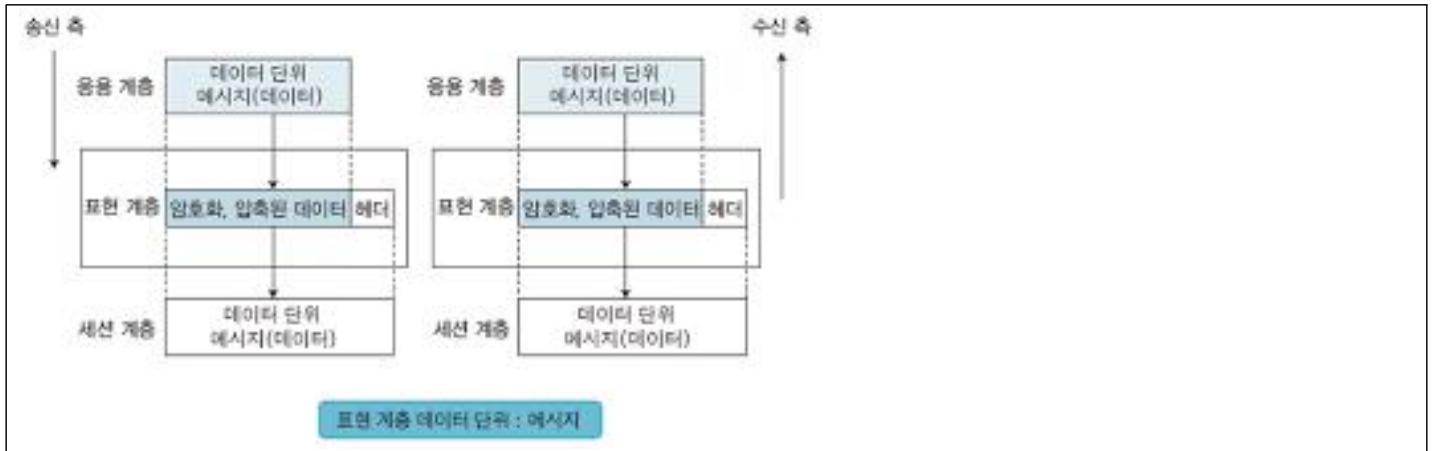 송신 측
수신 측
응용 계층
데이터 단위
메시지(데이터)
응용 계층
데이터 단위
메시지(데이터)
표현 계층
암호화, 압축된 데이터
헤더
표현 계층
암호화, 압축된 데이터
헤더
세션 계층
데이터 단위
메시지(데이터)
세션 계층
데이터 단위
메시지(데이터)
표현 계층 데이터 단위 : 메시지